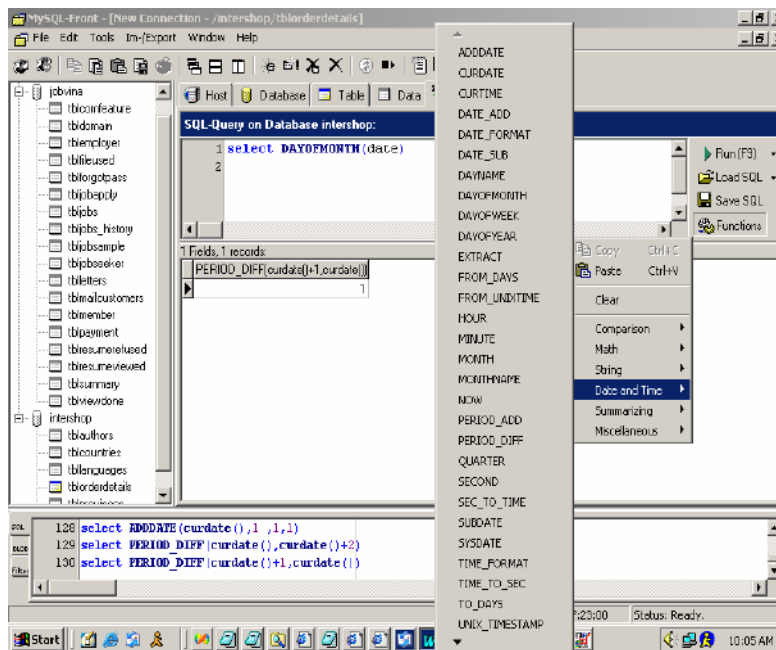 MySQL-Front - [New Connection - /intershop/tblorderdetails]
File Edit Tools Im-/Export Window Help
Host Database Table Data
jobvina
tblcomfeature
tbldomain
tblemployer
tblfileused
tblforgotpass
tbljobapply
tbljobs
tbljobs_history
tbljobsample
tbljobseeker
tblletters
tblmailcustomers
tblmember
tblpayment
tblresumerefused
tblresumeviewed
tblsummary
tblviewdone
intershop
tblauthors
tblcountries
tbllanguages
tblorderdetails
SQL-Query on Database intershop:
1 select DAYOFMONTH(date)
2
Run (F9)
Load SQL
Save SQL
Functions
1 Fields, 1 records:
PERIOD_DIFF(curdate()+1,curdate())
1
ADDDATE
CURDATE
CURTIME
DATE_ADD
DATE_FORMAT
DATE_SUB
DAYNAME
DAYOFMONTH
DAYOFWEEK
DAYOFYEAR
EXTRACT
FROM_DAYS
FROM_UNIXTIME
HOUR
MINUTE
MONTH
MONTHNAME
NOW
PERIOD_ADD
PERIOD_DIFF
QUARTER
SECOND
SEC_TO_TIME
SUBDATE
SYSDATE
TIME_FORMAT
TIME_TO_SEC
TO_DAYS
UNIX_TIMESTAMP
Copy Ctrl+C
Paste Ctrl+V
Clear
Comparison
Math
String
Date and Time
Summarizing
Miscellaneous
SQL
BLOB
Filter
128 select ADDDATE(curdate(),1 ,1,1)
129 select PERIOD_DIFF(curdate(),curdate()+2)
130 select PERIOD_DIFF(curdate()+1,curdate())
:23:00 Status: Ready.
Start
10:05 AM